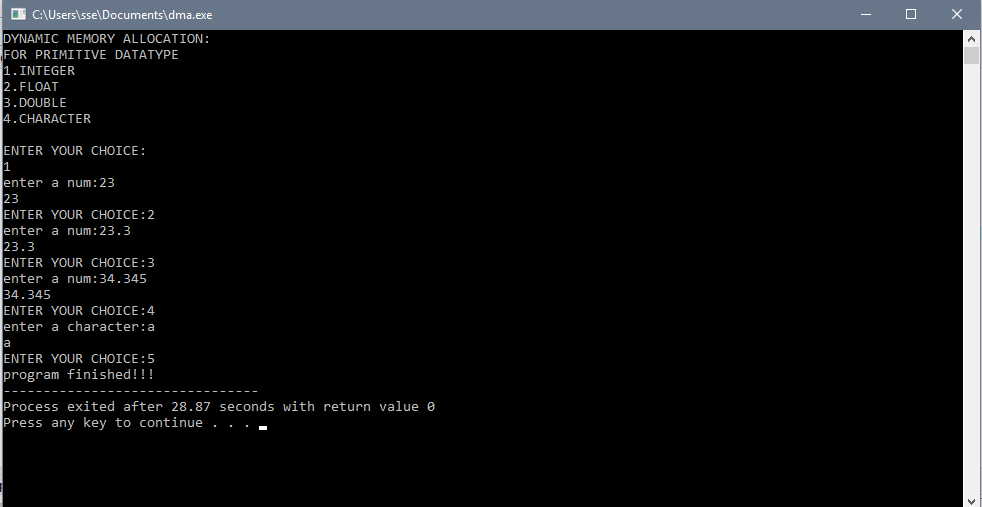 C:\Users\sse\Documents\dma.exe
DYNAMIC MEMORY ALLOCATION:
FOR PRIMITIVE DATATYPE
1.INTEGER
2.FLOAT
3.DOUBLE
4.CHARACTER

ENTER YOUR CHOICE:
1
enter a num:23
23
ENTER YOUR CHOICE:2
enter a num:23.3
23.3
ENTER YOUR CHOICE:3
enter a num:34.345
34.345
ENTER YOUR CHOICE:4
enter a character:a
a
ENTER YOUR CHOICE:5
program finished!!!
--------------------------------
Process exited after 28.87 seconds with return value 0
Press any key to continue . . .